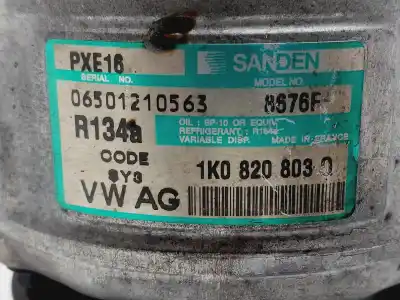 PXE16
SANDEN
SERIAL NO.
MODEL NO.
06501210563
8676F
R134a
OIL : SP-10 OR EQUIV.
REFRIGERANT : R134a
VARIABLE DISP. MADE IN FRANCE
CODE
SY3
1K0 820 803 Q
VW AG